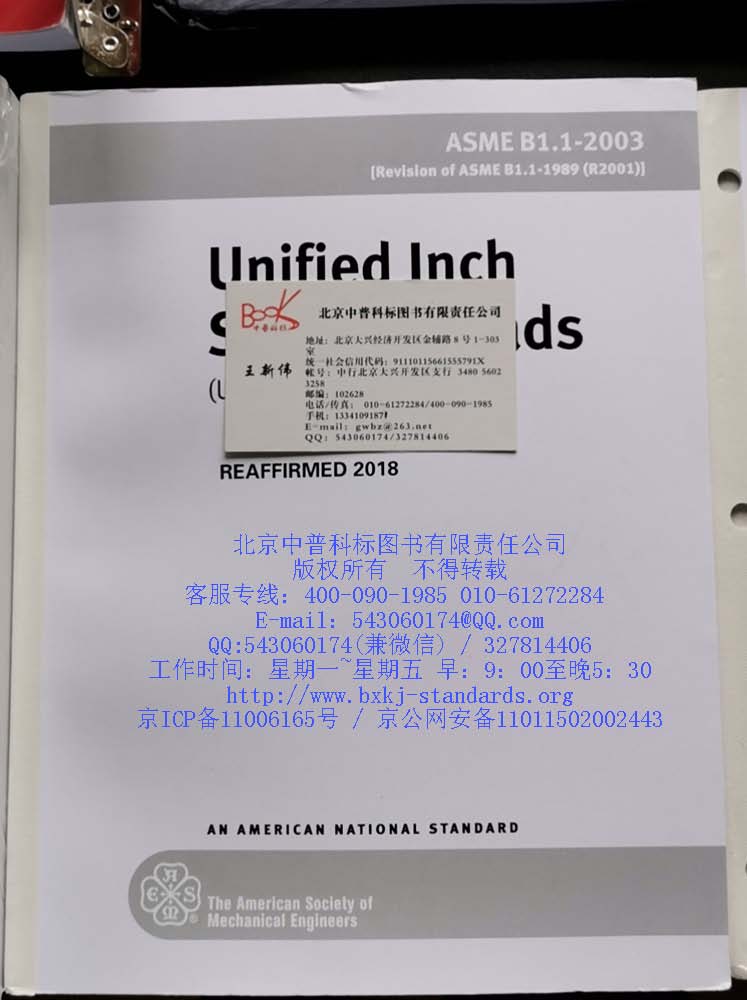 ASME B1.1-2003
[Revision of ASME B1.1-1989 (R2001)]
Unified Inch
S ads
BOOKS
中普科标
北京中普科标图书有限责任公司
王新伟
地址：北京大兴经济开发区金辅路 8 号 1-303
室
统一社会信用代码：91110115661555791X
帐号：中行北京大兴开发区支行 3480 5602
3258
邮编：102628
电话/传真： 010-61272284/400-090-1985
手机：
E-mail：gwbz@263.net
QQ：543060174/327814406
(U
REAFFIRMED 2018
北京中普科标图书有限责任公司
版权所有 不得转载
客服专线：400-090-1985 010-61272284
E-mail：543060174@QQ.com
QQ:543060174(兼微信) / 327814406
工作时间：星期一~星期五 早：9：00至晚5：30
http://www.bxkj-standards.org
京ICP备11006165号 / 京公网安备11011502002443
AN AMERICAN NATIONAL STANDARD
ASME
®
The American Society of
Mechanical Engineers